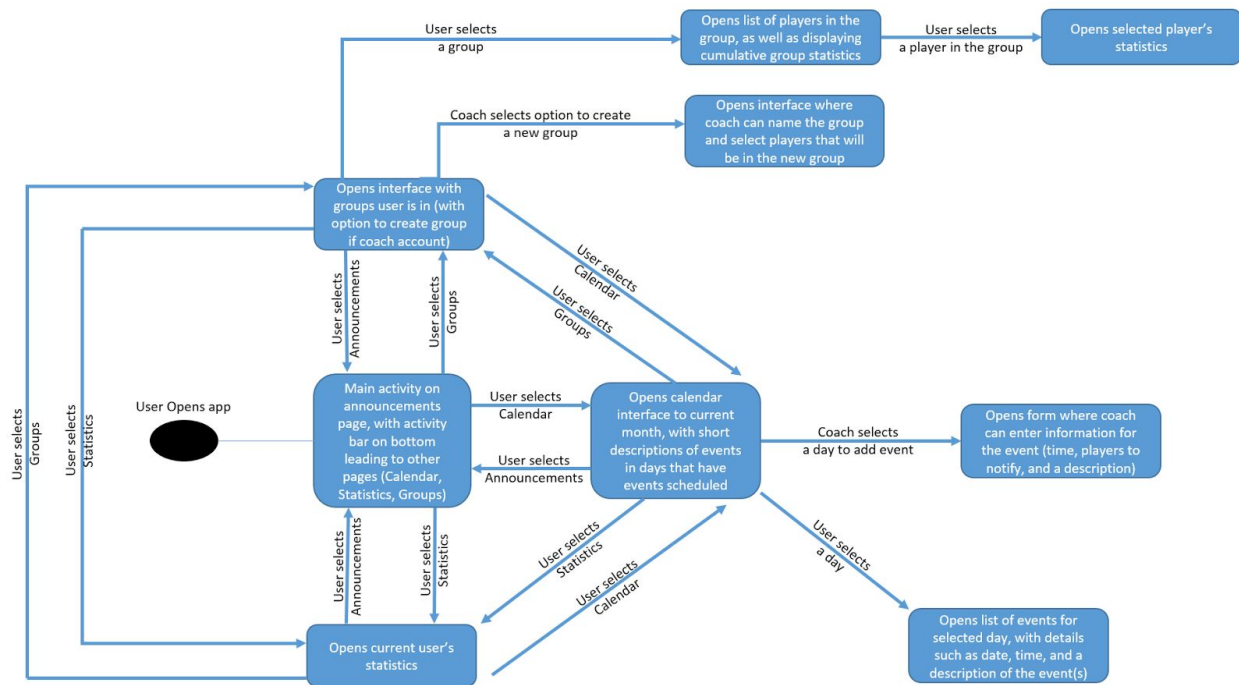 User selects
a group
Opens list of players in the
group, as well as displaying
cumulative group statistics
User selects
a player in the group
Opens selected player's
statistics
Coach selects option to create
a new group
Opens interface where
coach can name the group
and select players that will
be in the new group
Opens interface with
groups user is in (with
option to create group
if coach account)
User selects
Groups
User selects
Statistics
User selects
Announcements
User selects
Groups
User selects
Calendar
User selects
Groups
User Opens app
Main activity on
announcements
page, with activity
bar on bottom
leading to other
pages (Calendar,
Statistics, Groups)
User selects
Calendar
User selects
Announcements
Opens calendar
interface to current
month, with short
descriptions of events
in days that have
events scheduled
Coach selects
a day to add event
Opens form where coach
can enter information for
the event (time, players to
notify, and a description)
User selects
Announcements
User selects
Statistics
User selects
Statistics
User selects
Calendar
User selects
a day
Opens current user's
statistics
Opens list of events for
selected day, with details
such as date, time, and a
description of the event(s)